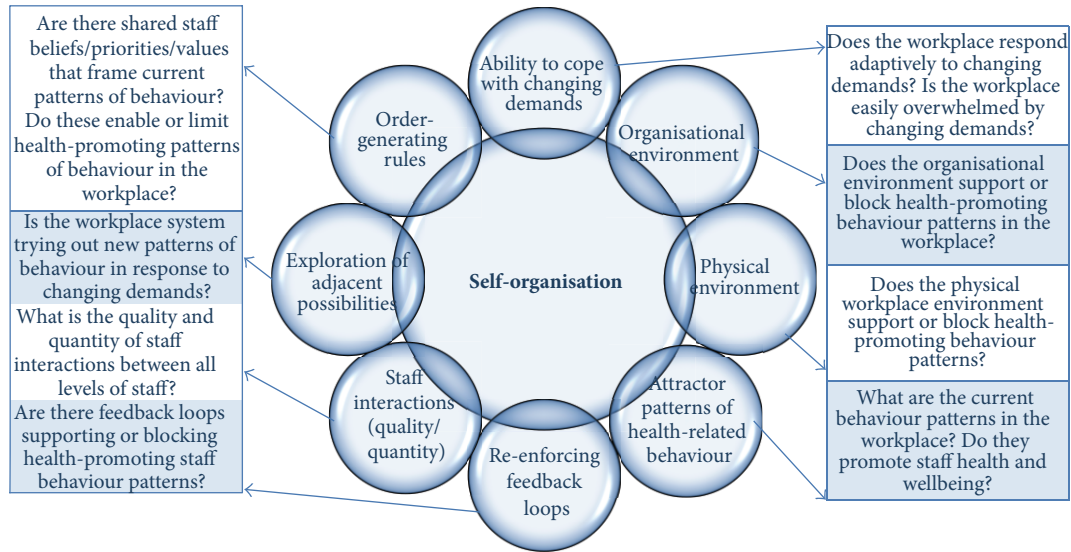 Are there shared staff
beliefs/priorities/values
that frame current
patterns of behaviour?
Do these enable or limit
health-promoting patterns
of behaviour in the
workplace?
Is the workplace system
trying out new patterns of
behaviour in response to
changing demands?
What is the quality and
quantity of staff
interactions between all
levels of staff?
Are there feedback loops
supporting or blocking
health-promoting staff
behaviour patterns?
Ability to cope
with changing
demands
Order-
generating
rules
Organisational
environment
Exploration of
adjacent
possibilities
Self-organisation
Physical
environment
Staff
interactions
(quality/
quantity)
Attractor
patterns of
health-related
behaviour
Re-enforcing
feedback
loops
Does the workplace respond
adaptively to changing
demands? Is the workplace
easily overwhelmed by
changing demands?
Does the organisational
environment support or
block health-promoting
behaviour patterns in the
workplace?
Does the physical
workplace environment
support or block health-
promoting behaviour
patterns?
What are the current
behaviour patterns in the
workplace? Do they
promote staff health and
wellbeing?